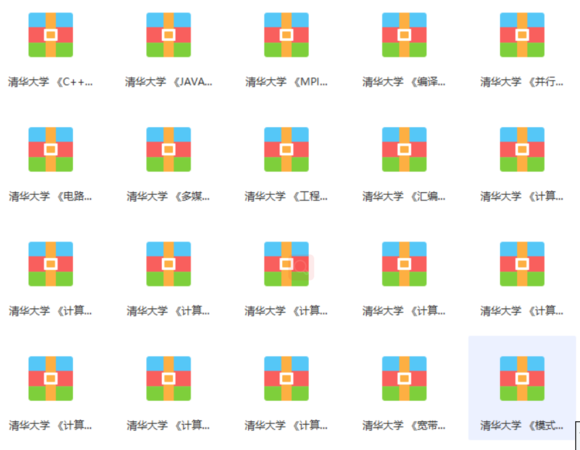 清华大学 《C++...
清华大学 《JAVA...
清华大学 《MPI...
清华大学 《编译...
清华大学 《并行...
清华大学 《电路...
清华大学 《多媒...
清华大学 《工程...
清华大学 《汇编...
清华大学 《计算...
清华大学 《计算...
清华大学 《计算...
清华大学 《计算...
清华大学 《计算...
清华大学 《计算...
清华大学 《计算...
清华大学 《计算...
清华大学 《计算...
清华大学 《宽带...
清华大学 《模式...